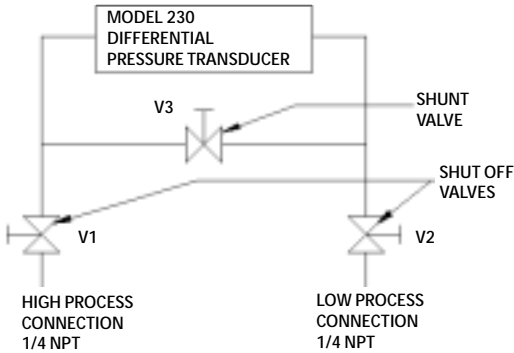 MODEL 230
DIFFERENTIAL
PRESSURE TRANSDUCER
V3
SHUNT
VALVE
SHUT OFF
VALVES
V1
V2
HIGH PROCESS
CONNECTION
1/4 NPT
LOW PROCESS
CONNECTION
1/4 NPT